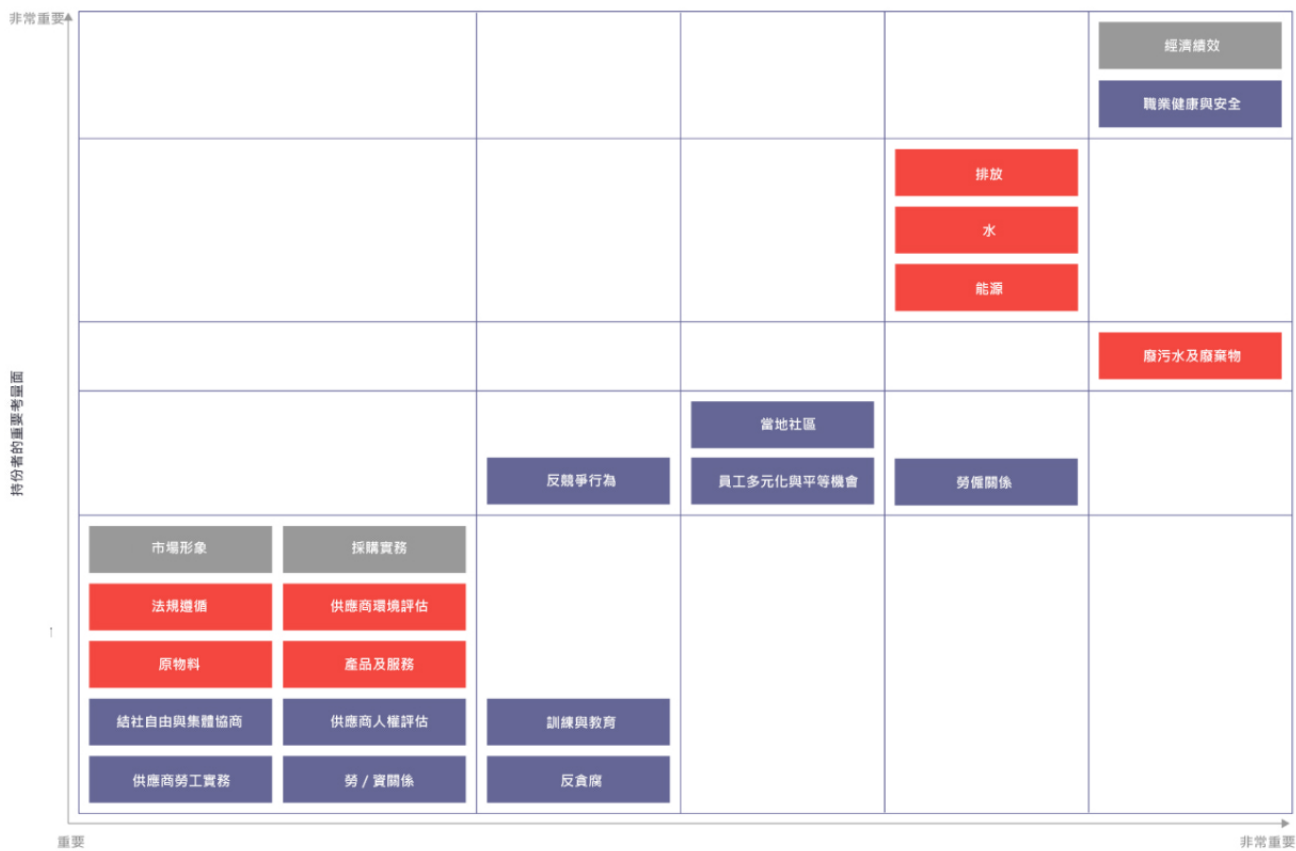 非常重要
經濟績效
職業健康與安全
排放
水
能源
廢污水及廢棄物
持份者的重要考量面
當地社區
反競爭行為
員工多元化與平等機會
勞僱關係
市場形象
採購實務
法規遵循
供應商環境評估
原物料
產品及服務
結社自由與集體協商
供應商人權評估
訓練與教育
供應商勞工實務
勞 / 資關係
反貪腐
重要
非常重要